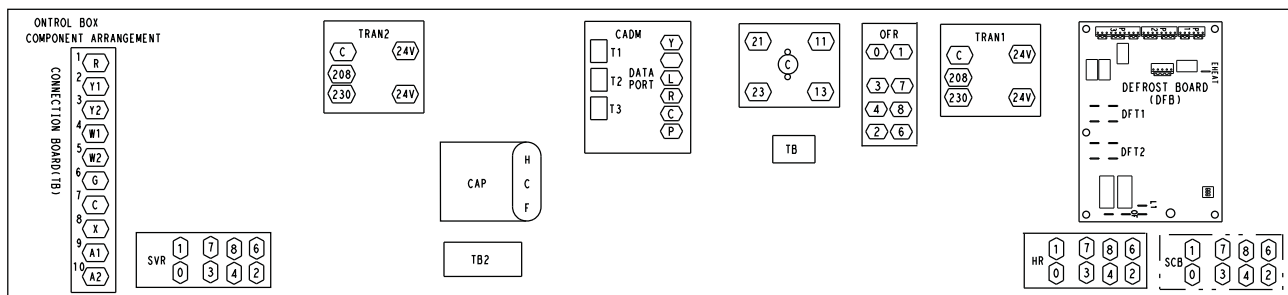 ONTROL BOX
COMPONENT ARRANGEMENT
CONNECTION BOARD(TB)
1 R
2 Y1
3 Y2
4 W1
5 W2
6 G
7 C
8 X
9 A1
10 A2
SVR
1 7 8 6
0 3 4 2
TRAN2
C 24V
208
230 24V
CAP
H
C
F
TB2
CADM
T1
T2
T3
DATA
PORT
Y
L
R
C
P
21 11
C
23 13
TB
OFR
0 1
3 7
4 8
2 6
TRAN1
C 24V
208
230 24V
EHEAT
DEFROST BOARD
(DFB)
DFT1
DFT2
HR
1 7 8 6
0 3 4 2
SCB
1 7 8 6
0 3 4 2